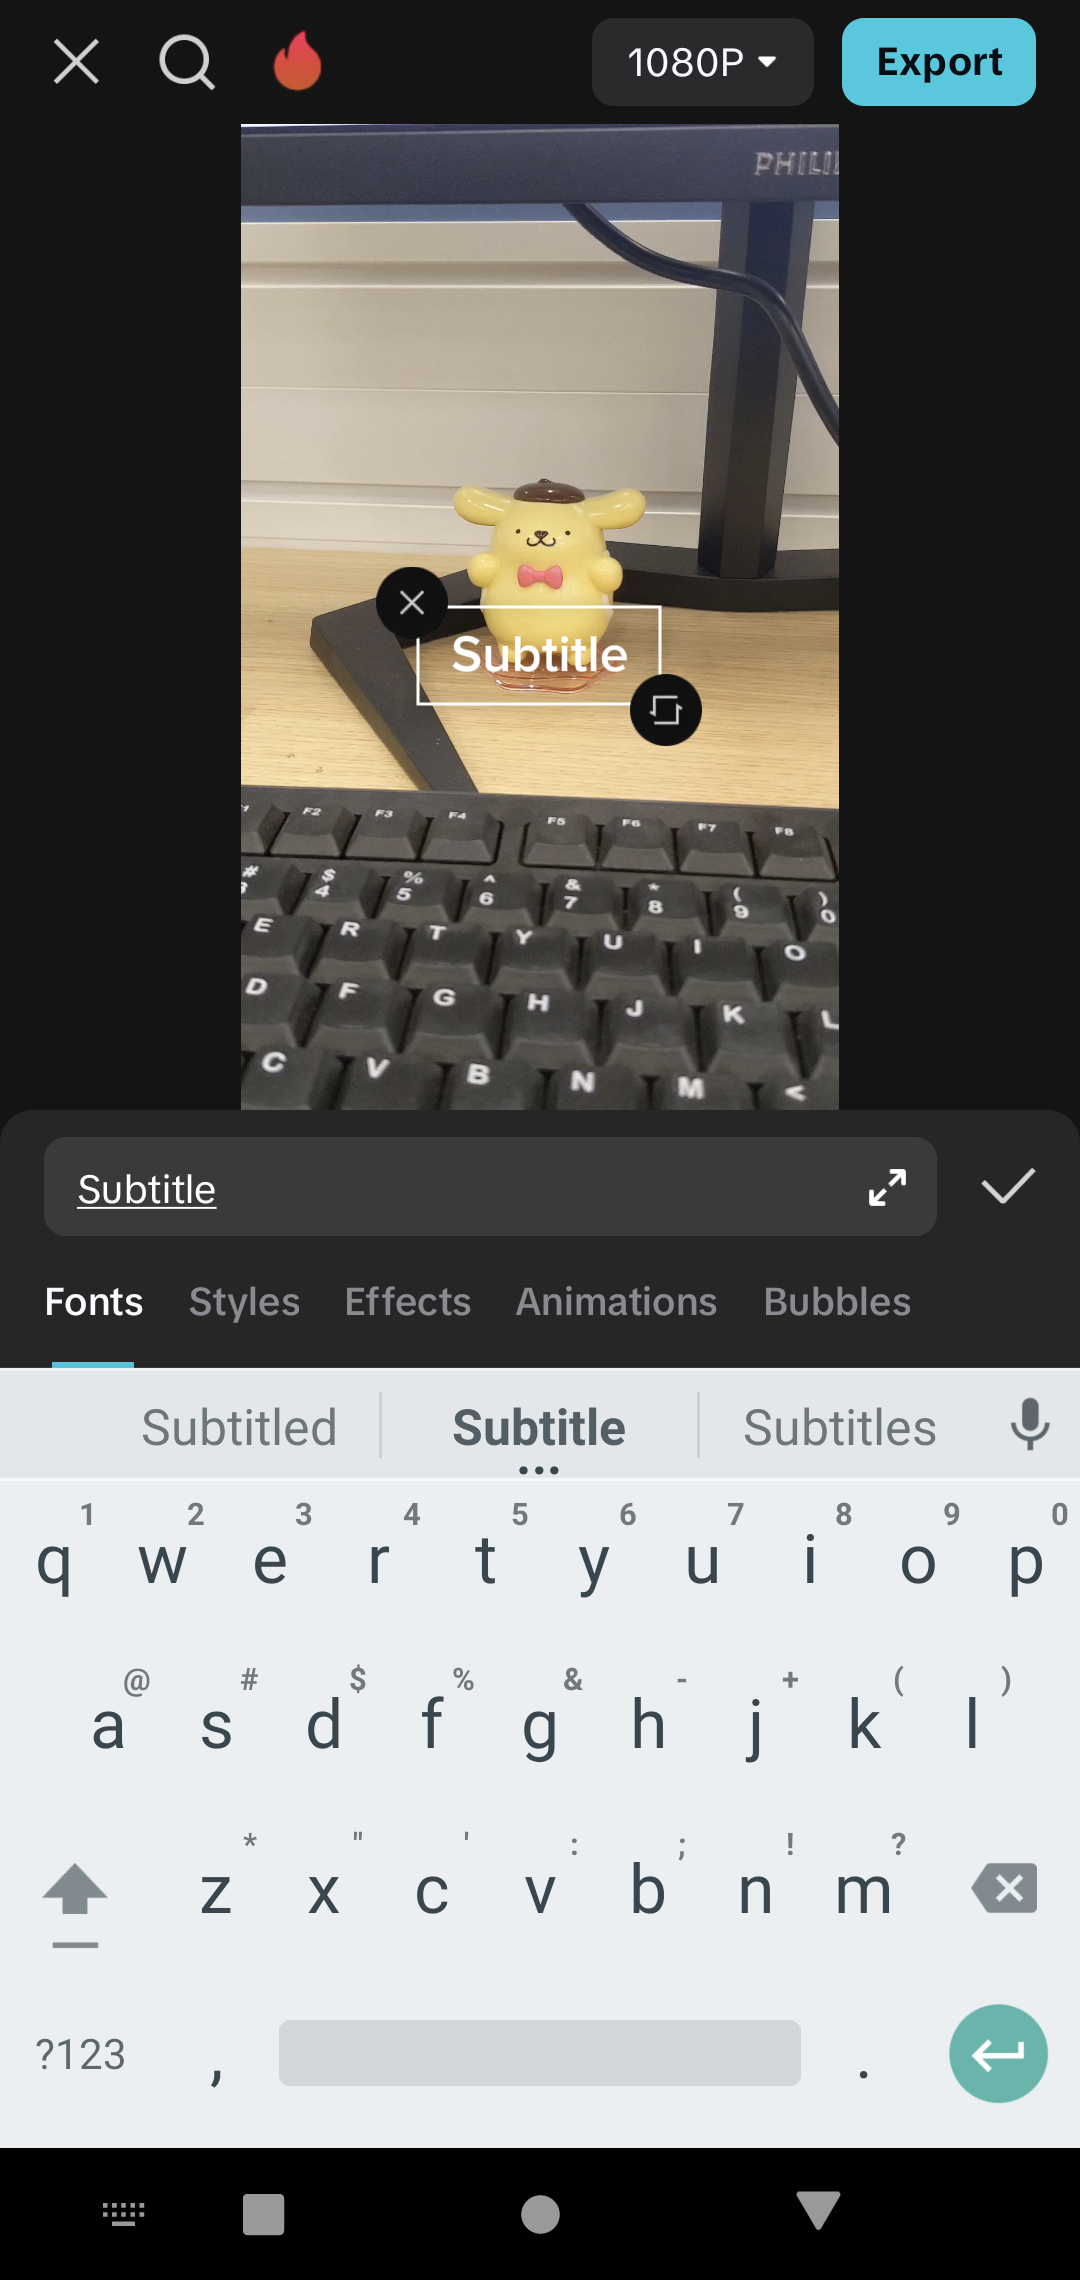 1080P Export
PHILI
Subtitle
F2 F3 F4 F5 F6 F7 F8
# $ 4 % 5 ^ 6 & 7 * 8 ( 9 ) 0
E R T Y U I O
D F G H J K L
C V B N M <
Subtitle
Fonts Styles Effects Animations Bubbles
Subtitled Subtitle Subtitles
1 2 3 4 5 6 7 8 9 0
q w e r t y u i o p
@ # $ % & - + ( )
a s d f g h j k l
* " ' : ; ! ?
z x c v b n m
?123 , .